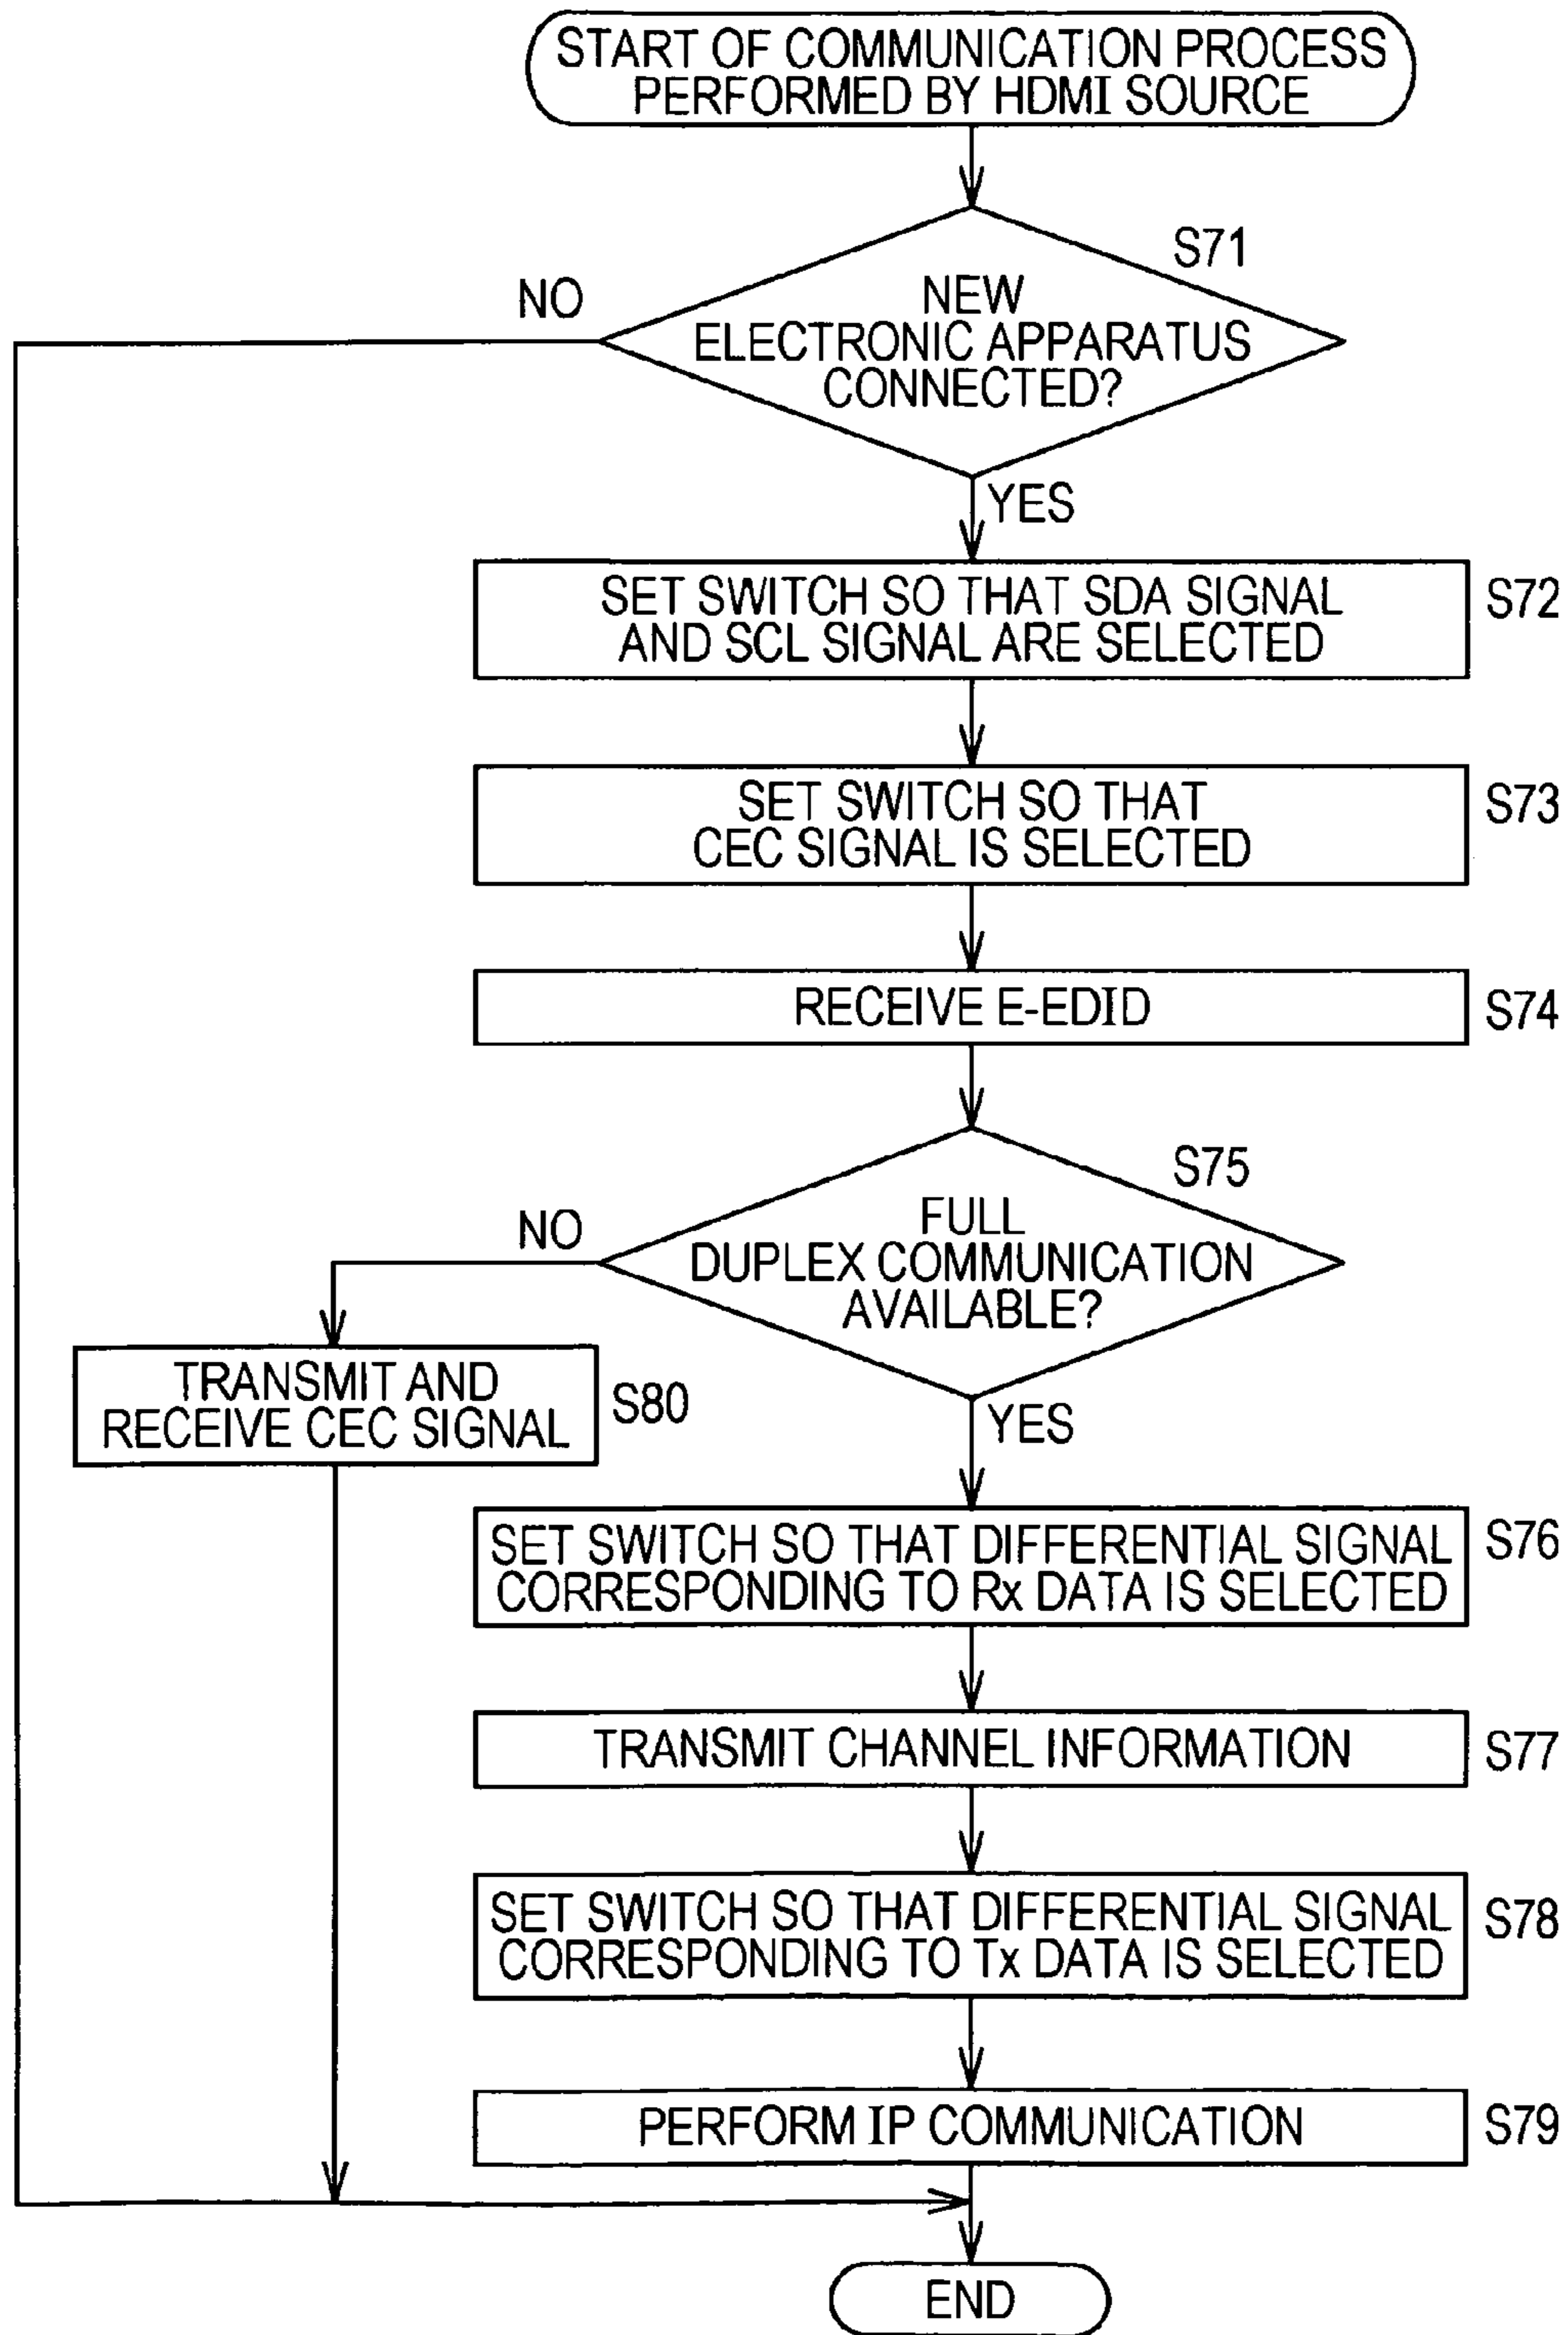 START OF COMMUNICATION PROCESS
PERFORMED BY HDMI SOURCE
S71
NO
NEW
ELECTRONIC APPARATUS
CONNECTED?
YES
SET SWITCH SO THAT SDA SIGNAL
AND SCL SIGNAL ARE SELECTED
S72
SET SWITCH SO THAT
CEC SIGNAL IS SELECTED
S73
RECEIVE E-EDID
S74
S75
NO
FULL
DUPLEX COMMUNICATION
AVAILABLE?
TRANSMIT AND
RECEIVE CEC SIGNAL
S80
YES
SET SWITCH SO THAT DIFFERENTIAL SIGNAL
CORRESPONDING TO Rx DATA IS SELECTED
S76
TRANSMIT CHANNEL INFORMATION
S77
SET SWITCH SO THAT DIFFERENTIAL SIGNAL
CORRESPONDING TO Tx DATA IS SELECTED
S78
PERFORM IP COMMUNICATION
S79
END